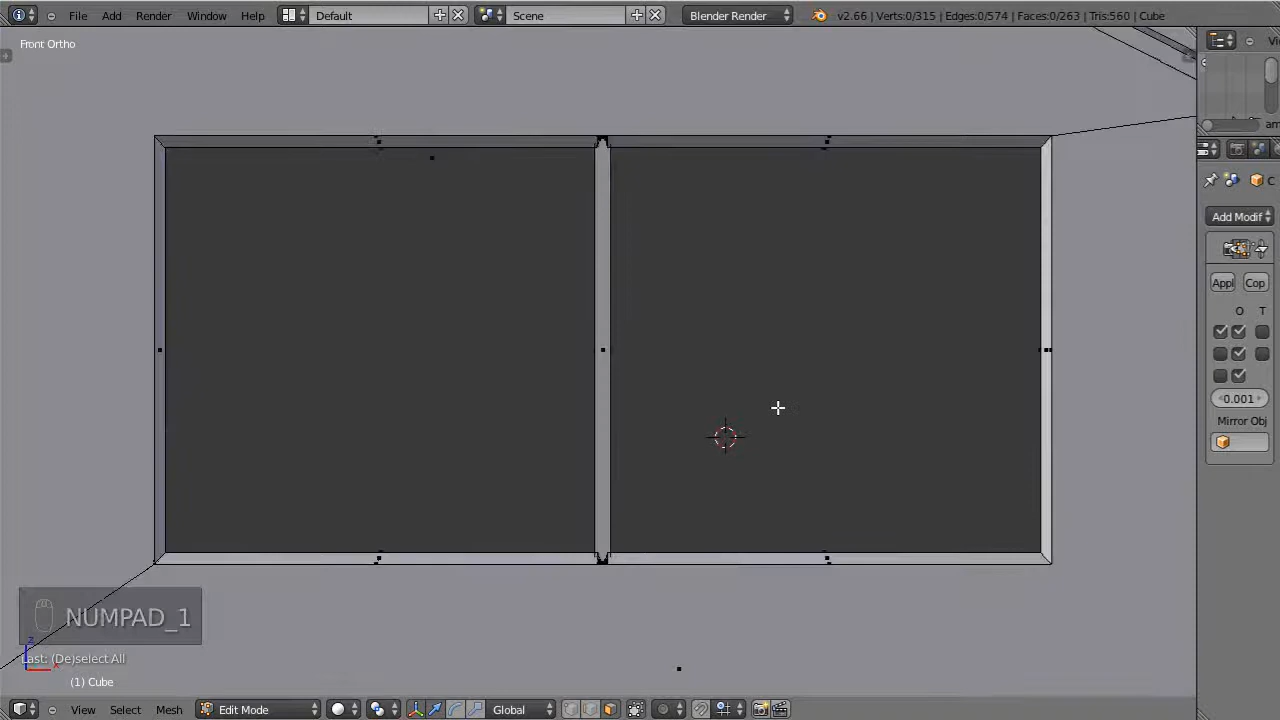 File Add Render Window Help Default Scene Blender Render v2.66 | Verts:0/315 | Edges:0/574 | Faces:0/263 | Tris:560 | Cube
Front Ortho
Vi
am
C
Add Modif
Appl Cop
O T
0.001
Mirror Obj
NUMPAD_1
z
x
Last: (De)select All
(1) Cube
View Select Mesh Edit Mode Global